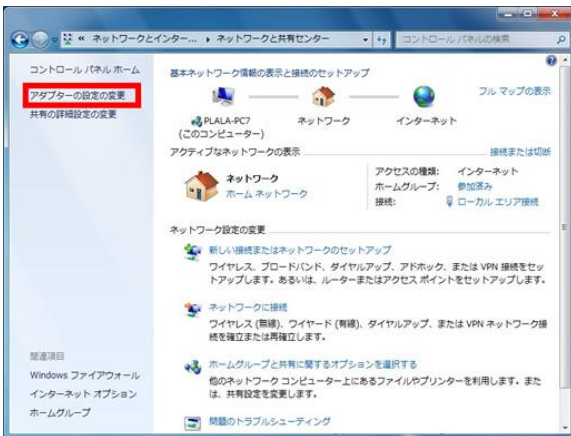 « ネットワークとインター... ▸ ネットワークと共有センター
コントロール パネルの検索
コントロール パネル ホーム
アダプターの設定の変更
共有の詳細設定の変更
基本ネットワーク情報の表示と接続のセットアップ
フル マップの表示
PLALA-PC7
(このコンピューター)
ネットワーク
インターネット
アクティブなネットワークの表示
接続または切断
ネットワーク
ホーム ネットワーク
アクセスの種類: インターネット
ホームグループ: 参加済み
接続: ローカル エリア接続
ネットワーク設定の変更
新しい接続またはネットワークのセットアップ
ワイヤレス、ブロードバンド、ダイヤルアップ、アドホック、または VPN 接続をセッ
トアップします。あるいは、ルーターまたはアクセス ポイントをセットアップします。
ネットワークに接続
ワイヤレス (無線)、ワイヤード (有線)、ダイヤルアップ、または VPN ネットワーク接
続を確立または再確立します。
ホームグループと共有に関するオプションを選択する
他のネットワーク コンピューター上にあるファイルやプリンターを利用します。また
は、共有設定を変更します。
問題のトラブルシューティング
関連項目
Windows ファイアウォール
インターネット オプション
ホームグループ